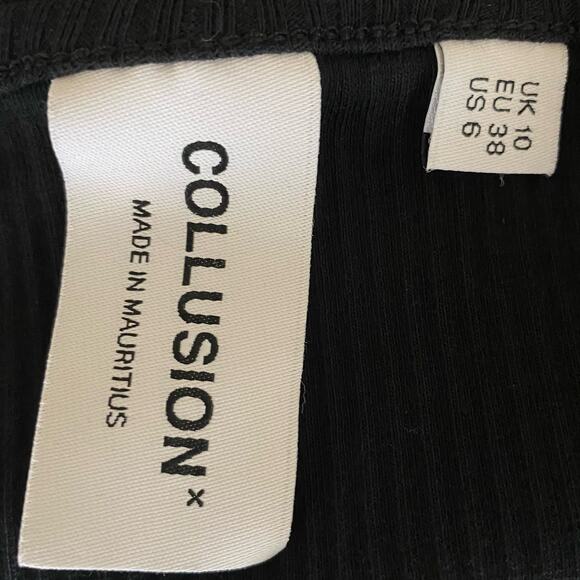 COLLUSION x
MADE IN MAURITIUS
UK 10
EU 38
US 6